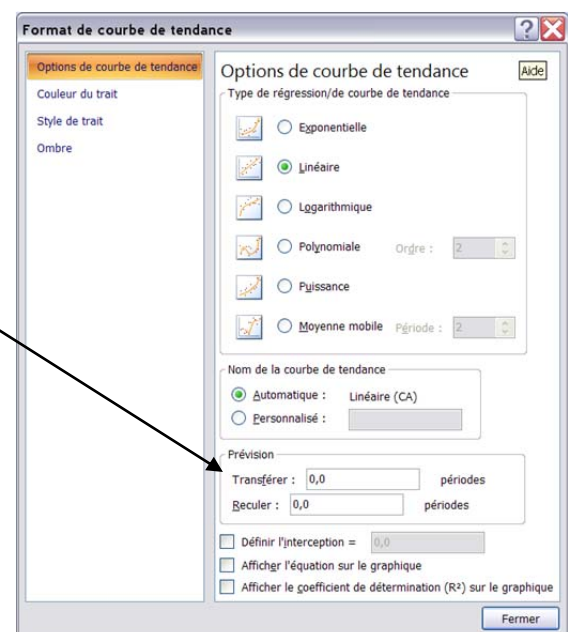 Format de courbe de tendance
Options de courbe de tendance
Couleur du trait
Style de trait
Ombre
Options de courbe de tendance
Aide
Type de régression/de courbe de tendance
Exponentielle
Linéaire
Logarithmique
Polynomiale Ordre : 2
Puissance
Moyenne mobile Période : 2
Nom de la courbe de tendance
Automatique : Linéaire (CA)
Personnalisé :
Prévision
Transférer : 0,0 périodes
Reculer : 0,0 périodes
Définir l'interception = 0,0
Afficher l'équation sur le graphique
Afficher le coefficient de détermination (R²) sur le graphique
Fermer